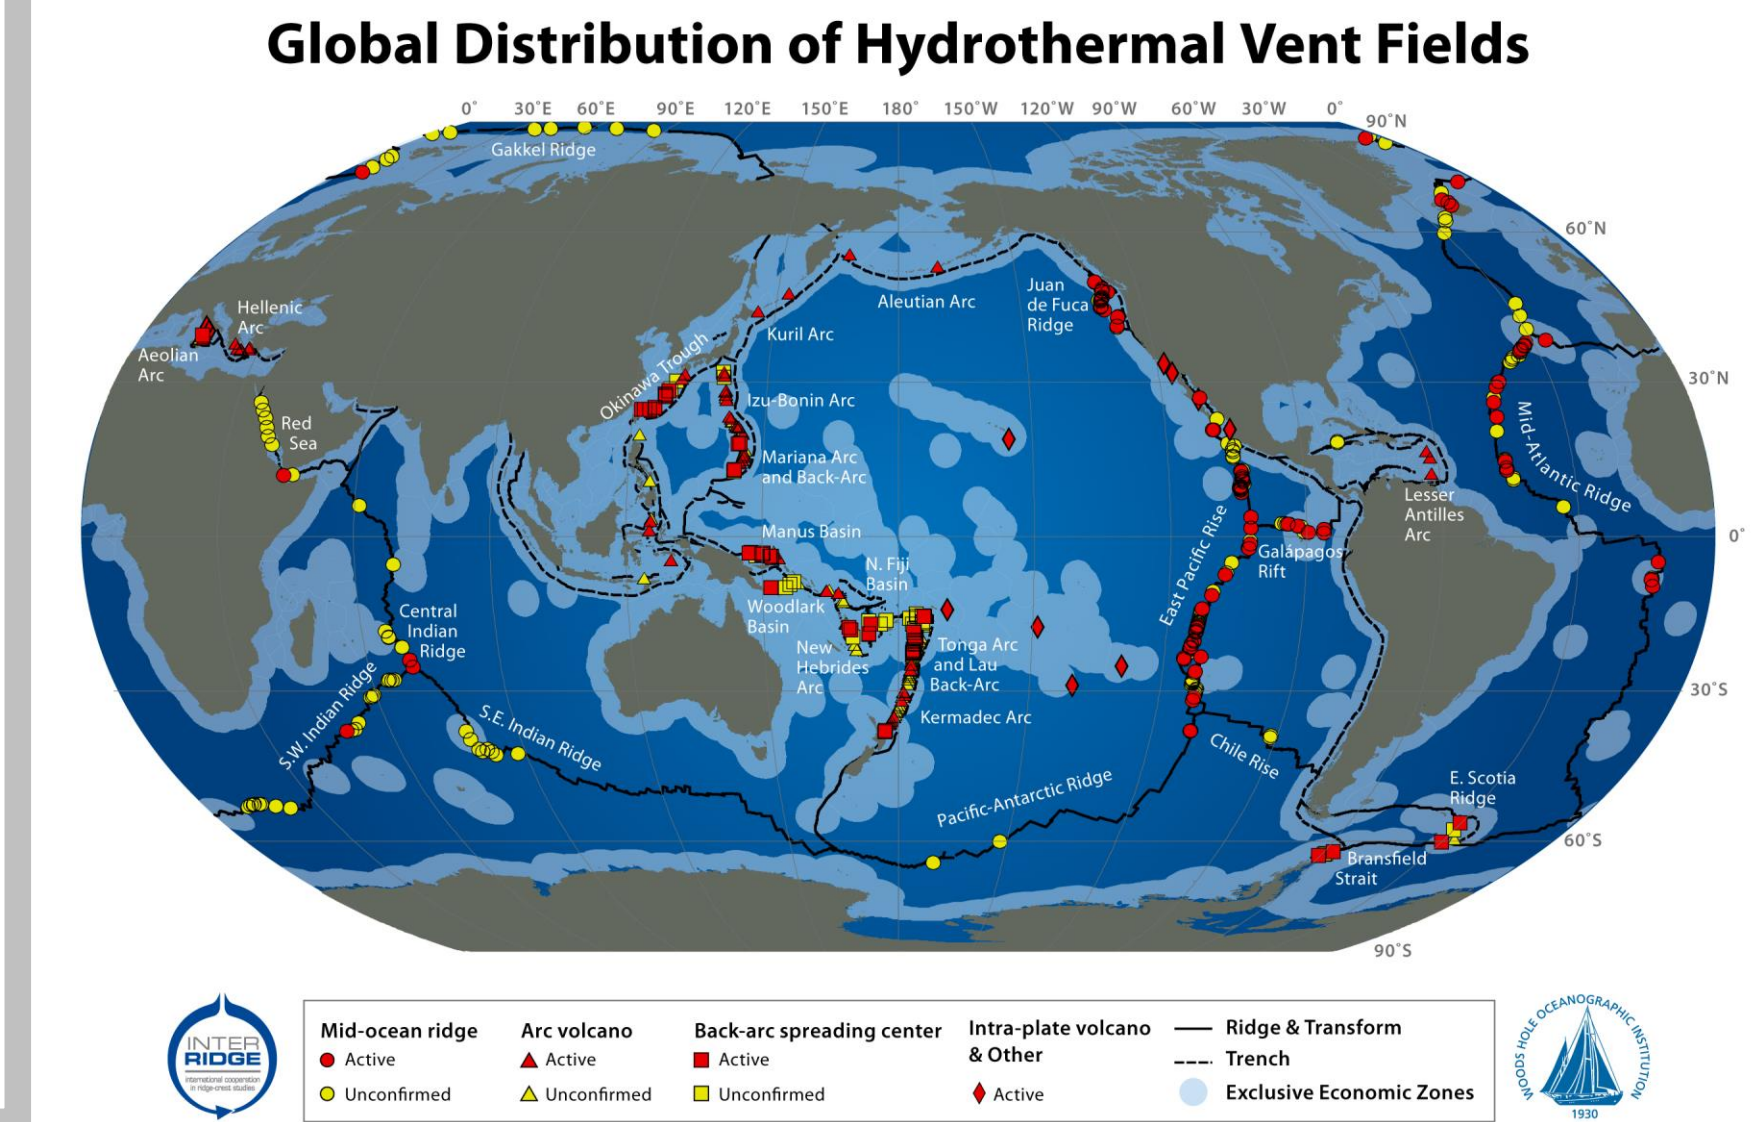 Global Distribution of Hydrothermal Vent Fields
0˚ 30˚E 60˚E 90˚E 120˚E 150˚E 180˚ 150˚W 120˚W 90˚W 60˚W 30˚W 0˚
90˚N
Gakkel Ridge
60˚N
Hellenic
Arc
Aeolian
Arc
Aleutian Arc
Juan
de Fuca
Ridge
Kuril Arc
Okinawa Trough
30˚N
Izu-Bonin Arc
Red
Sea
Mariana Arc
and Back-Arc
Mid-Atlantic Ridge
Lesser
Antilles
Arc
Manus Basin
0˚
N. Fiji
Basin
East Pacific Rise
Galápagos
Rift
Woodlark
Basin
Central
Indian
Ridge
New
Hebrides
Arc
Tonga Arc
and Lau
Back-Arc
30˚S
Kermadec Arc
S.W. Indian Ridge
S.E. Indian Ridge
Chile Rise
Pacific-Antarctic Ridge
E. Scotia
Ridge
60˚S
Bransfield
Strait
90˚S
INTER
RIDGE
international cooperation
in ridge-crest studies
Mid-ocean ridge
Active
Unconfirmed
Arc volcano
Active
Unconfirmed
Back-arc spreading center
Active
Unconfirmed
Intra-plate volcano
& Other
Active
Ridge & Transform
Trench
Exclusive Economic Zones
WOODS HOLE OCEANOGRAPHIC INSTITUTION
1930